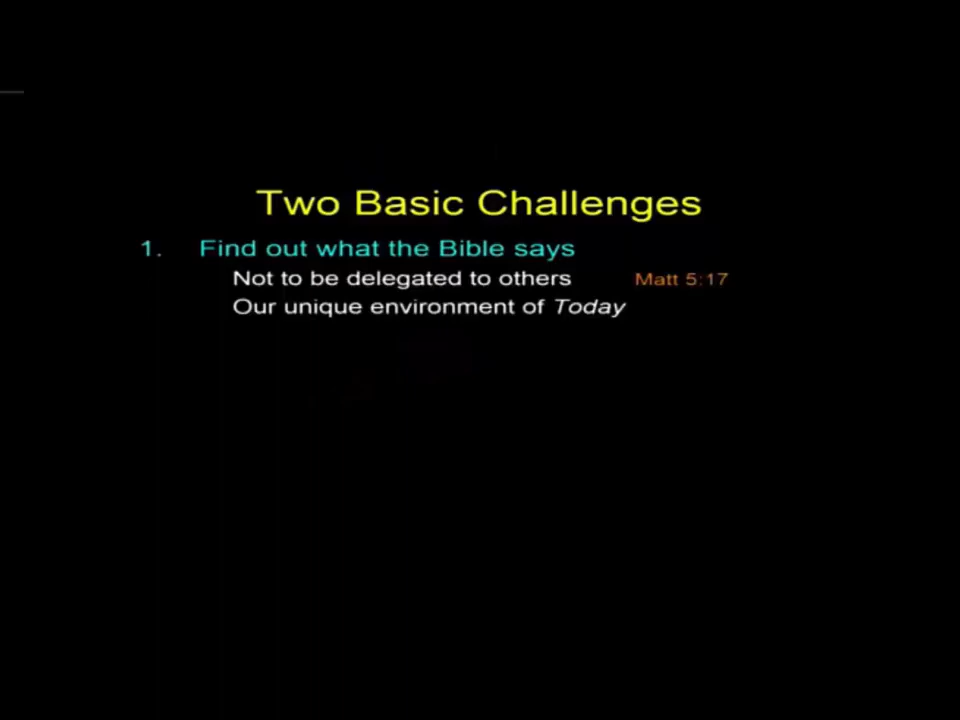 Two Basic Challenges
1. Find out what the Bible says
Not to be delegated to others Matt 5:17
Our unique environment of Today